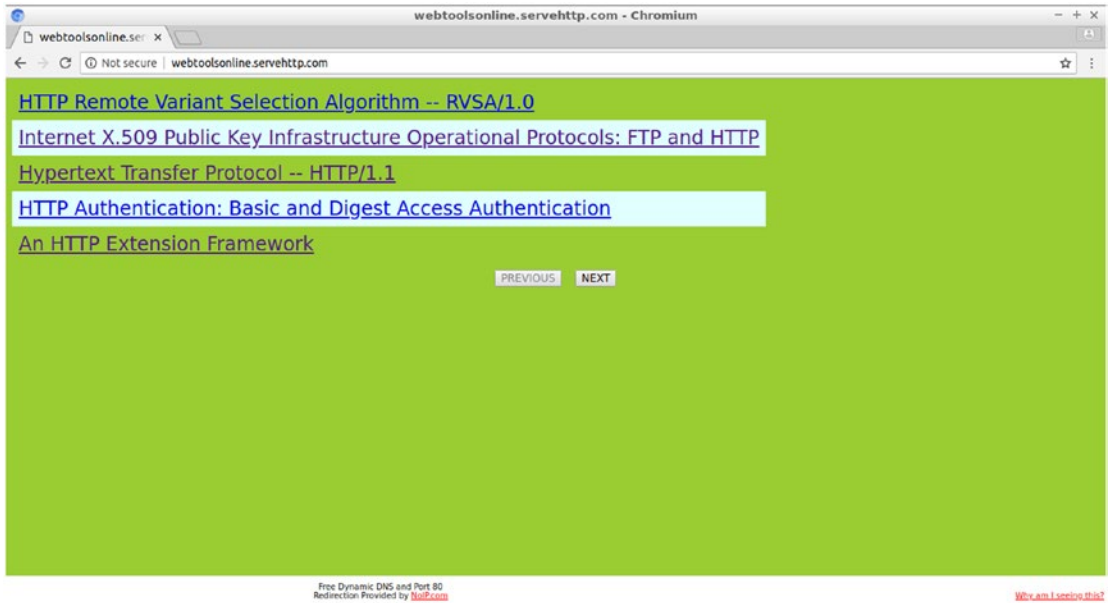 webtoolsonline.servehttp.com - Chromium
webtoolsonline.ser
Not secure | webtoolsonline.servehttp.com
HTTP Remote Variant Selection Algorithm -- RVSA/1.0
Internet X.509 Public Key Infrastructure Operational Protocols: FTP and HTTP
Hypertext Transfer Protocol -- HTTP/1.1
HTTP Authentication: Basic and Digest Access Authentication
An HTTP Extension Framework
PREVIOUS NEXT
Free Dynamic DNS and Port 80
Redirection Provided by NoIP.com
Why am I seeing this?